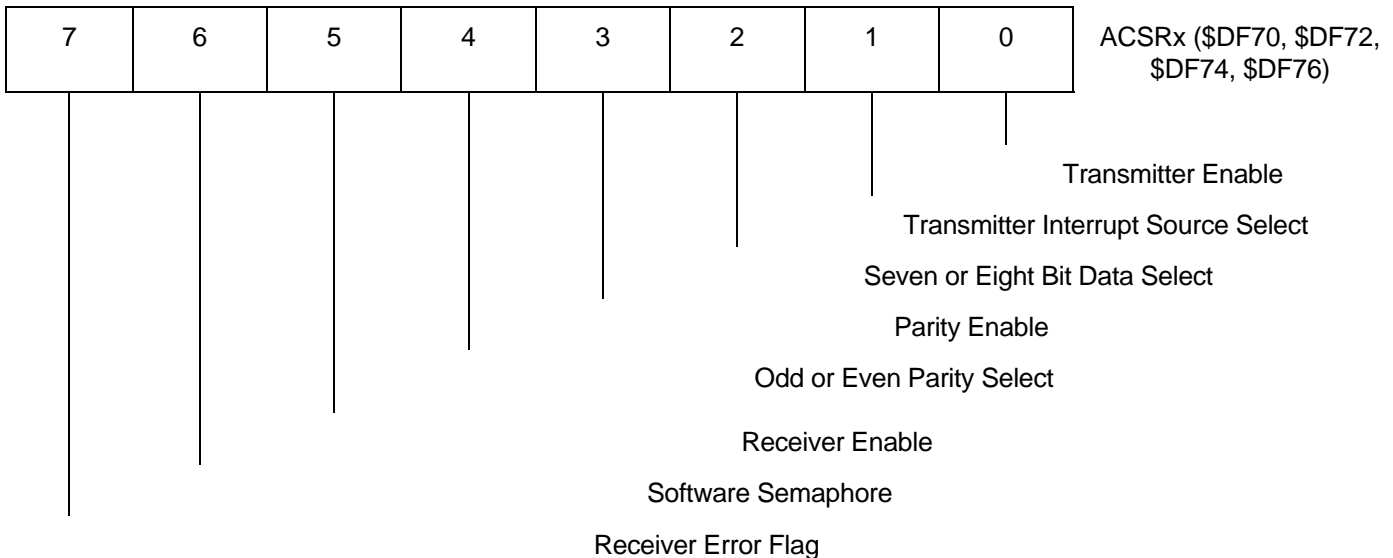 7 6 5 4 3 2 1 0 ACSRx ($DF70, $DF72,
$DF74, $DF76)
Transmitter Enable
Transmitter Interrupt Source Select
Seven or Eight Bit Data Select
Parity Enable
Odd or Even Parity Select
Receiver Enable
Software Semaphore
Receiver Error Flag